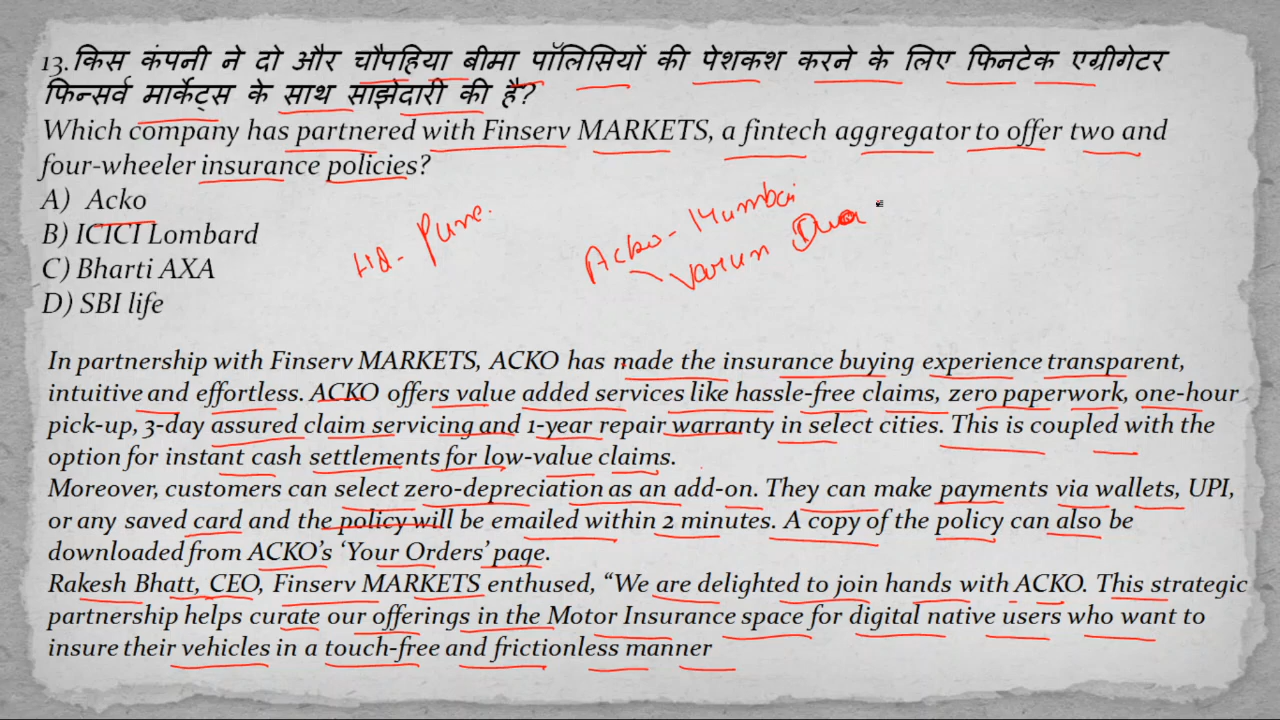 13. किस कंपनी ने दो और चौपहिया बीमा पॉलिसियों की पेशकश करने के लिए फिनटेक एग्रीगेटर
फिन्सर्व मार्केट्स के साथ साझेदारी की है?
Which company has partnered with Finserv MARKETS, a fintech aggregator to offer two and
four-wheeler insurance policies?
A) Acko
B) ICICI Lombard
C) Bharti AXA
D) SBI life
Hd- Pune.
Acko - Mumbai
Varun Dua
In partnership with Finserv MARKETS, ACKO has made the insurance buying experience transparent,
intuitive and effortless. ACKO offers value added services like hassle-free claims, zero paperwork, one-hour
pick-up, 3-day assured claim servicing and 1-year repair warranty in select cities. This is coupled with the
option for instant cash settlements for low-value claims.
Moreover, customers can select zero-depreciation as an add-on. They can make payments via wallets, UPI,
or any saved card and the policy will be emailed within 2 minutes. A copy of the policy can also be
downloaded from ACKO's ‘Your Orders’ page.
Rakesh Bhatt, CEO, Finserv MARKETS enthused, “We are delighted to join hands with ACKO. This strategic
partnership helps curate our offerings in the Motor Insurance space for digital native users who want to
insure their vehicles in a touch-free and frictionless manner